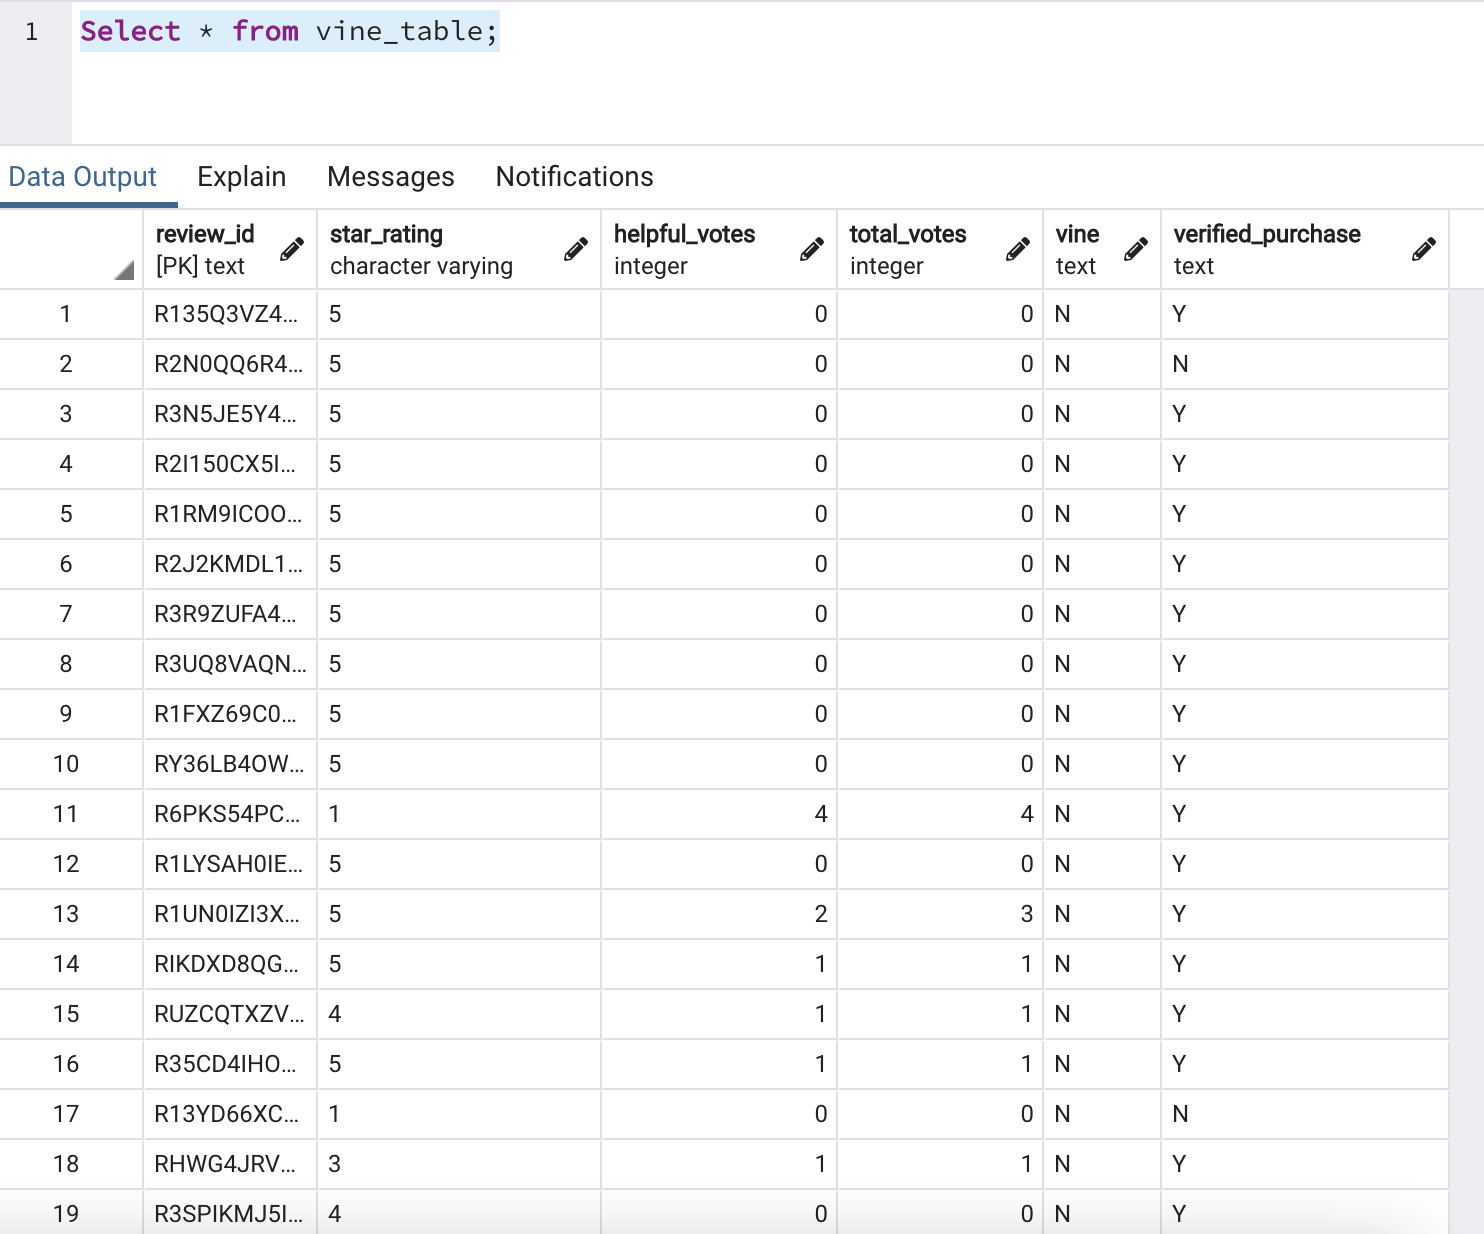 1 Select * from vine_table;
Data Output Explain Messages Notifications
review_id star_rating helpful_votes total_votes vine verified_purchase
[PK] text character varying integer integer text text
1 R135Q3VZ4... 5 0 0 N Y
2 R2N0QQ6R4... 5 0 0 N N
3 R3N5JE5Y4... 5 0 0 N Y
4 R2I150CX5I... 5 0 0 N Y
5 R1RM9ICOO... 5 0 0 N Y
6 R2J2KMDL1... 5 0 0 N Y
7 R3R9ZUFA4... 5 0 0 N Y
8 R3UQ8VAQN... 5 0 0 N Y
9 R1FXZ69C0... 5 0 0 N Y
10 RY36LB4OW... 5 0 0 N Y
11 R6PKS54PC... 1 4 4 N Y
12 R1LYSAH0IE... 5 0 0 N Y
13 R1UN0IZI3X... 5 2 3 N Y
14 RIKDXD8QG... 5 1 1 N Y
15 RUZCQTXZV... 4 1 1 N Y
16 R35CD4IHO... 5 1 1 N Y
17 R13YD66XC... 1 0 0 N N
18 RHWG4JRV... 3 1 1 N Y
19 R3SPIKMJ5I... 4 0 0 N Y